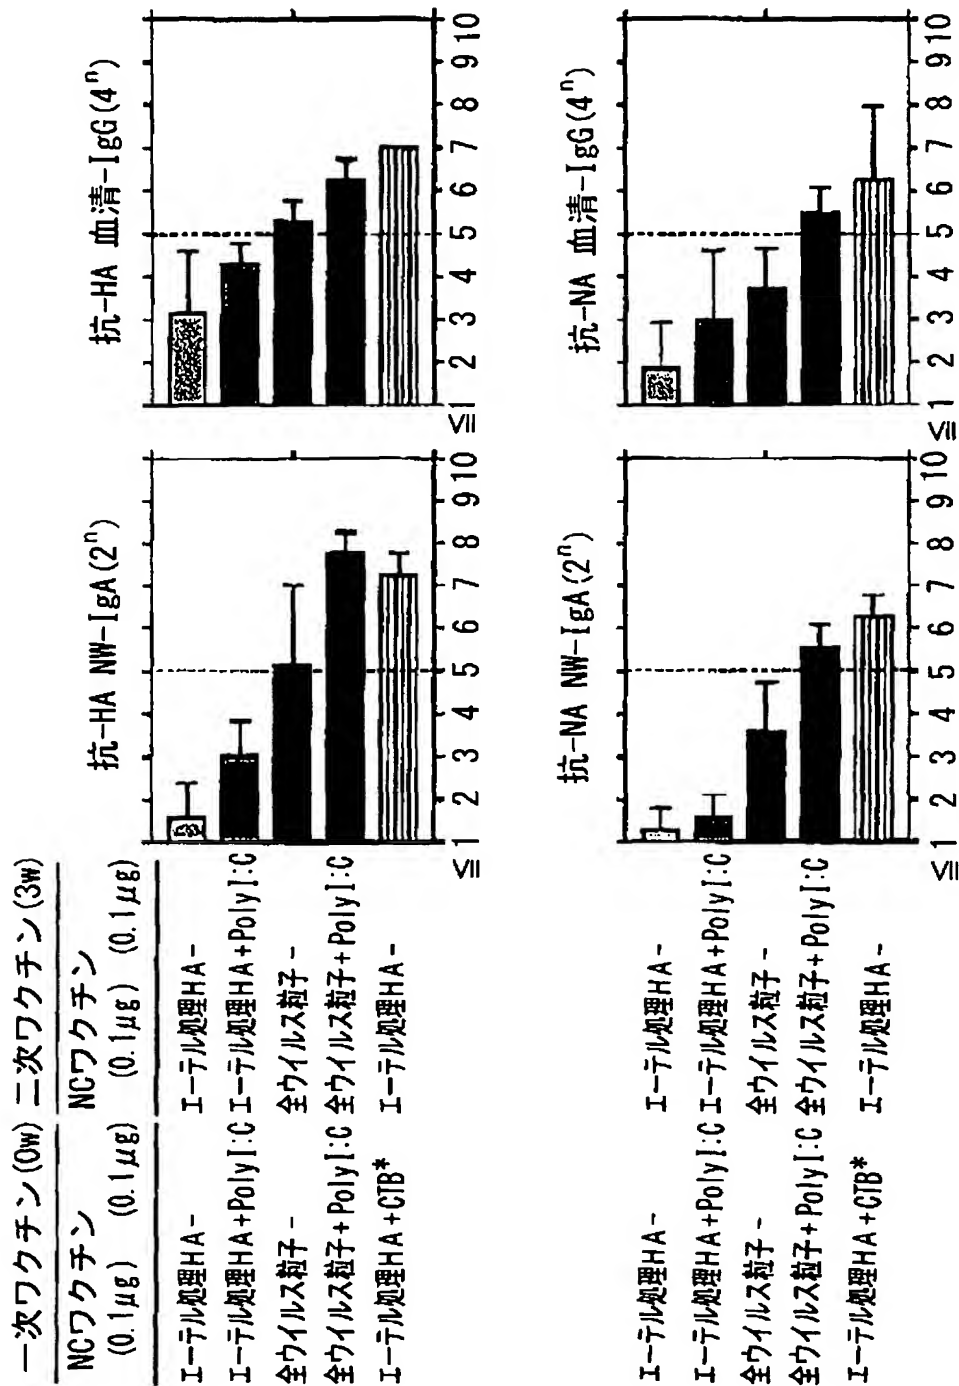 一次ワクチン(0w) 二次ワクチン(3w)
NCワクチン NCワクチン
(0.1μg) (0.1μg) (0.1μg) (0.1μg)
抗-HA NW-IgA(2ⁿ) 抗-HA 血清-IgG(4ⁿ)
エーテル処理HA- エーテル処理HA-
エーテル処理HA+PolyI:C エーテル処理HA+PolyI:C
全ウイルス粒子- 全ウイルス粒子-
全ウイルス粒子+PolyI:C 全ウイルス粒子+PolyI:C
エーテル処理HA+CTB* エーテル処理HA-
≦1 2 3 4 5 6 7 8 9 10 ≦1 2 3 4 5 6 7 8 9 10
抗-NA NW-IgA(2ⁿ) 抗-NA 血清-IgG(4ⁿ)
エーテル処理HA- エーテル処理HA-
エーテル処理HA+PolyI:C エーテル処理HA+PolyI:C
全ウイルス粒子- 全ウイルス粒子-
全ウイルス粒子+PolyI:C 全ウイルス粒子+PolyI:C
エーテル処理HA+CTB* エーテル処理HA-
≦1 2 3 4 5 6 7 8 9 10 ≦1 2 3 4 5 6 7 8 9 10